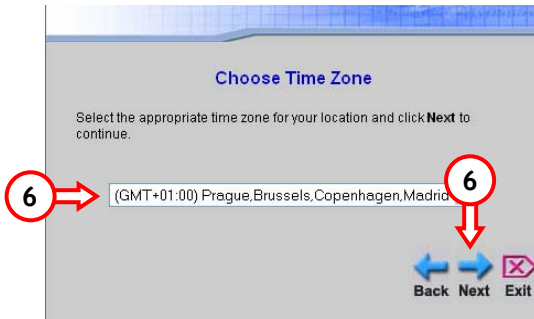 Choose Time Zone
Select the appropriate time zone for your location and click Next to
continue.
6
6
(GMT+01:00) Prague,Brussels,Copenhagen,Madrid
Back Next Exit